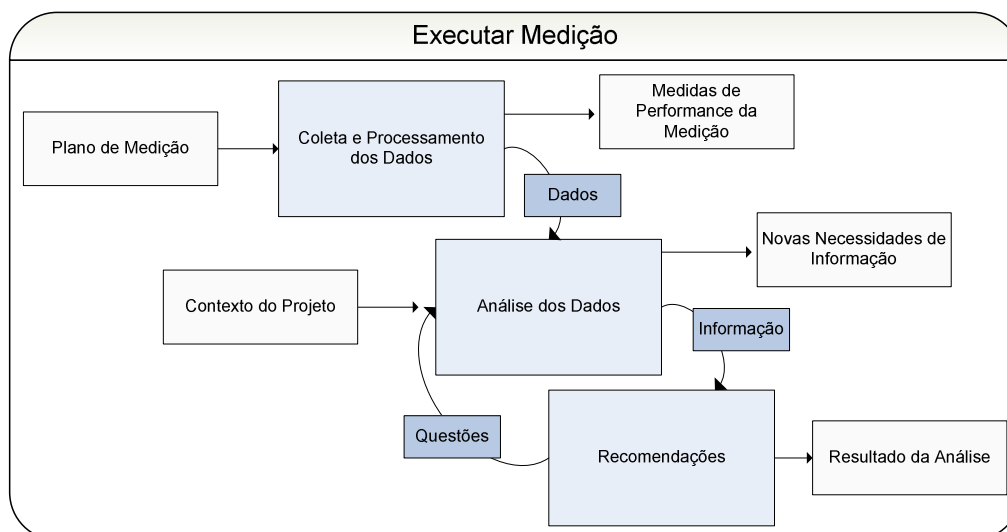 Executar Medição
Medidas de
Performance da
Medição
Plano de Medição
Coleta e Processamento
dos Dados
Dados
Novas Necessidades de
Informação
Contexto do Projeto
Análise dos Dados
Informação
Questões
Recomendações
Resultado da Análise